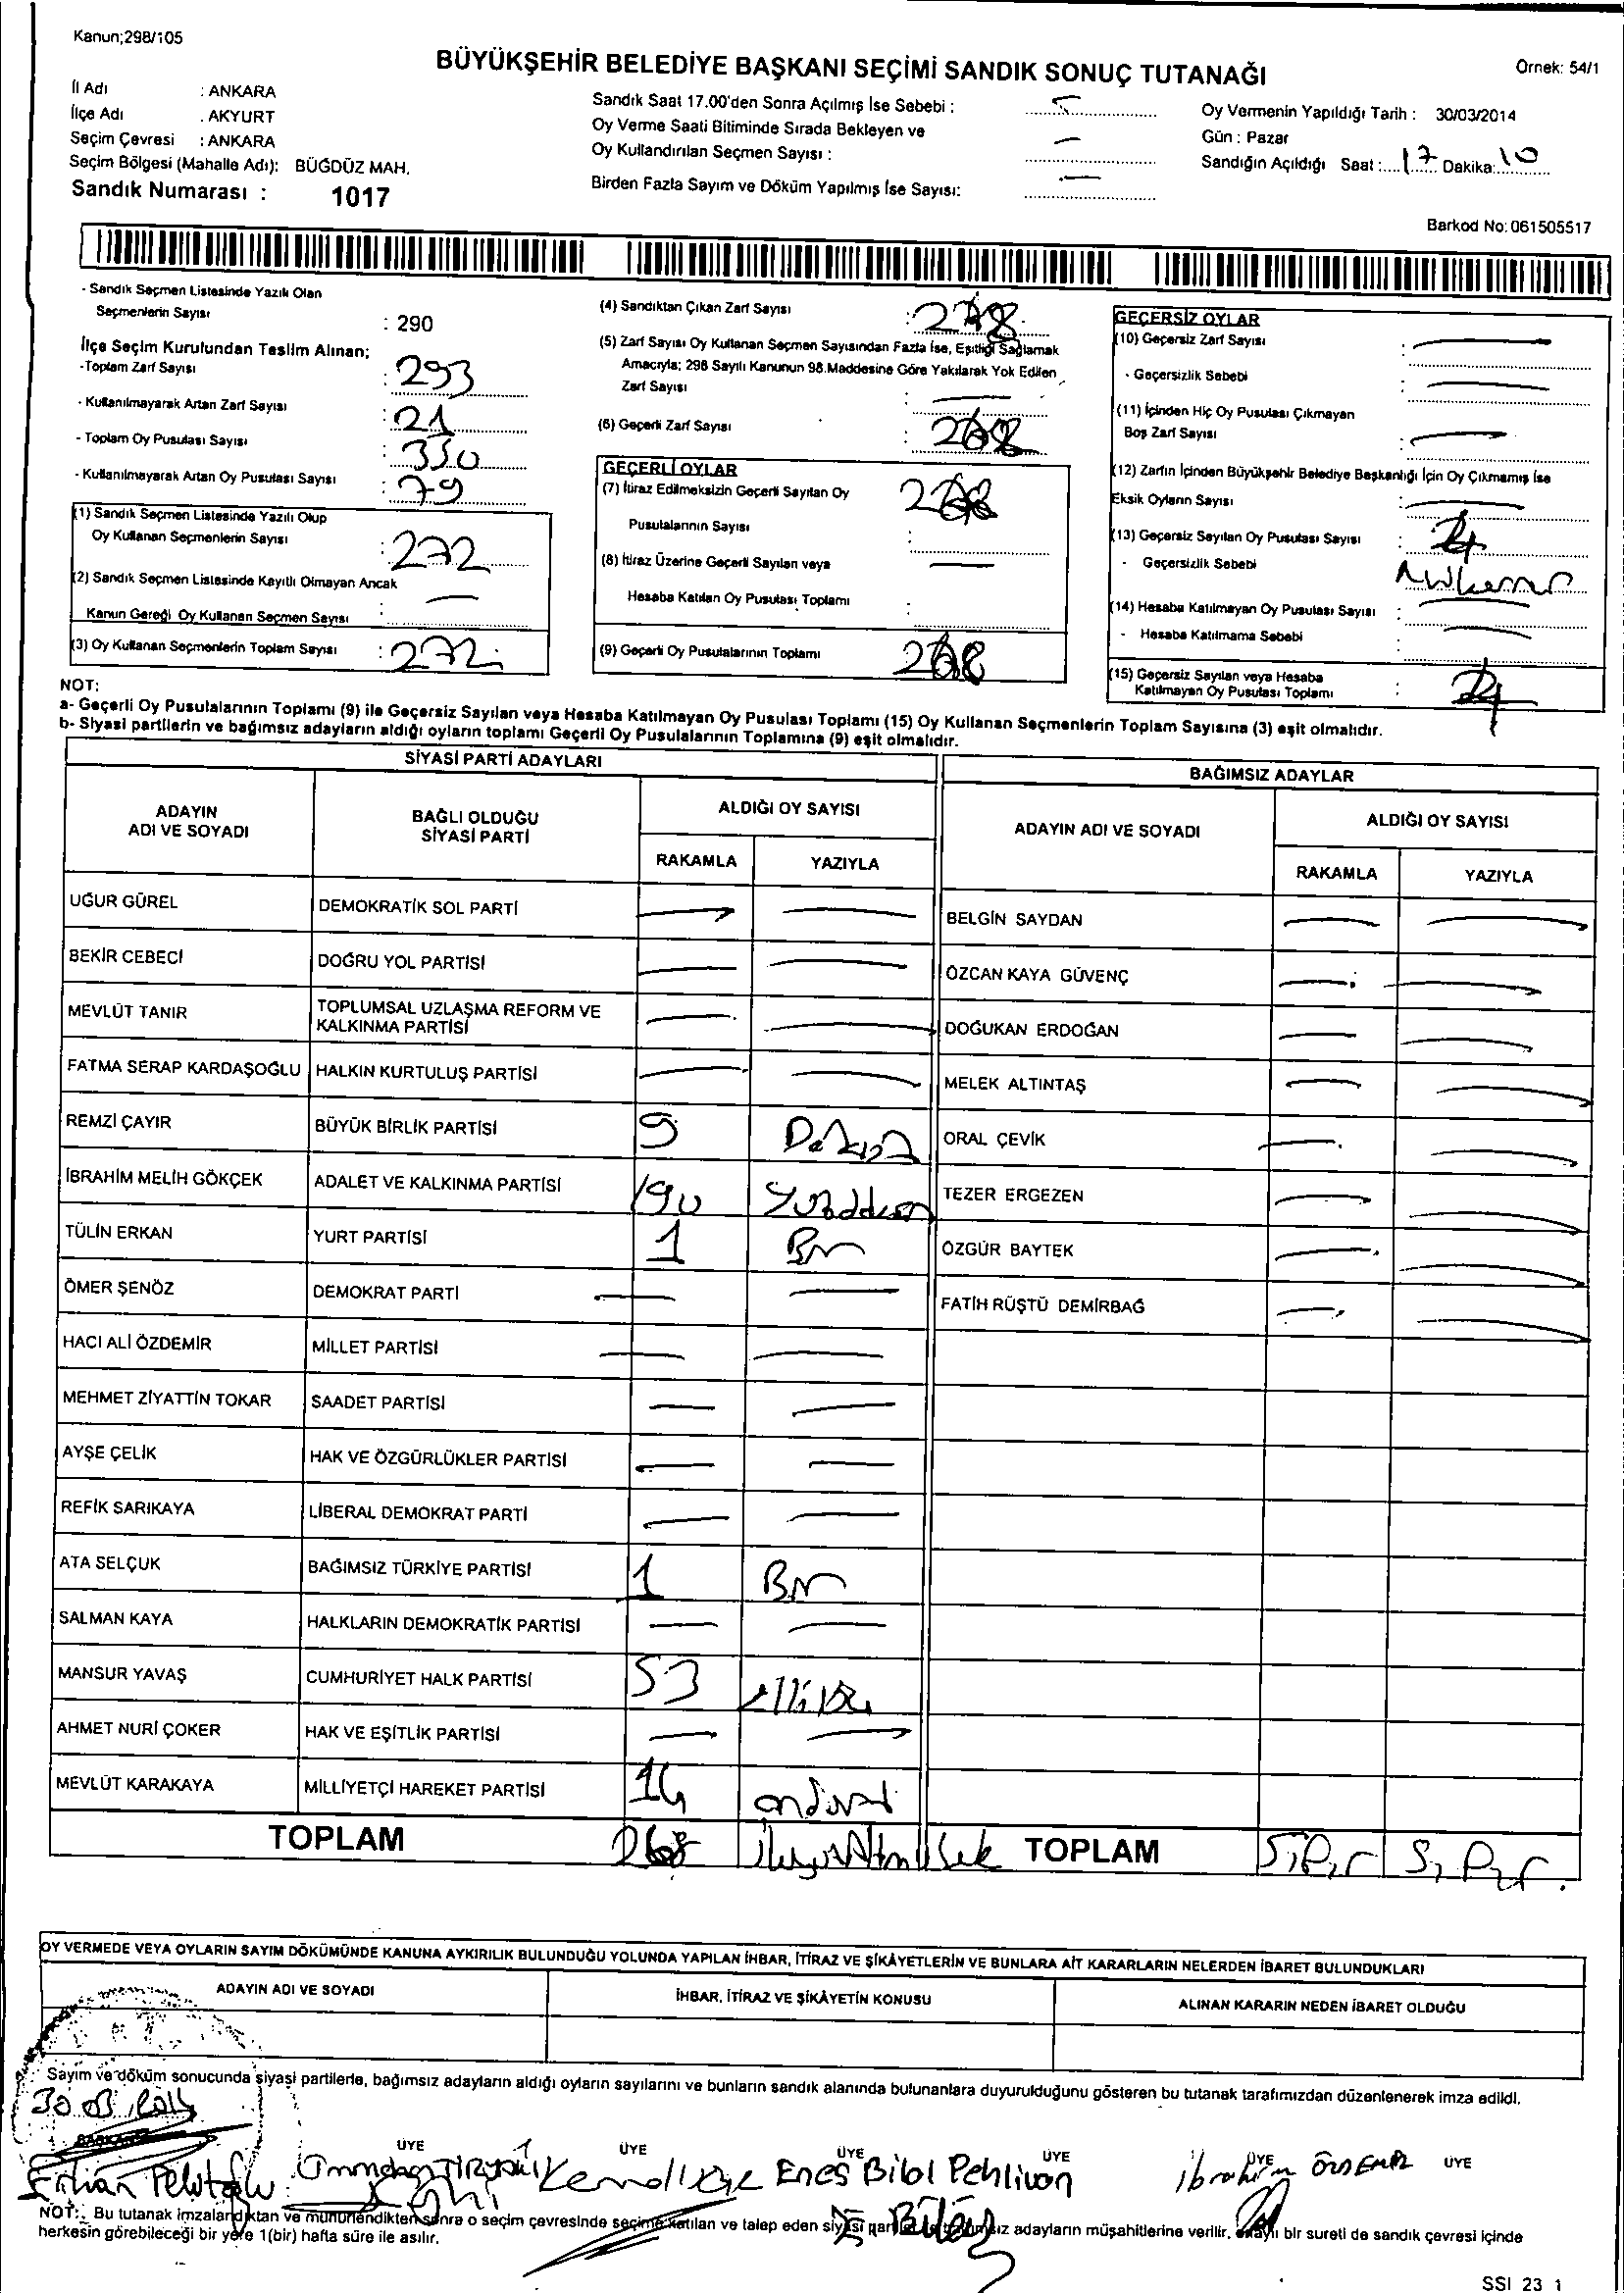 Kanun;298/105
BÜYÜKŞEHİR BELEDİYE BAŞKANI SEÇİMİ SANDIK SONUÇ TUTANAĞI
Örnek: 54/1
İl Adı : ANKARA
İlçe Adı : AKYURT
Seçim Çevresi : ANKARA
Seçim Bölgesi (Mahalle Adı): BÜĞDÜZ MAH.
Sandık Numarası : 1017
Sandık Saat 17.00'den Sonra Açılmış İse Sebebi :
Oy Verme Saati Bitiminde Sırada Bekleyen ve
Oy Kullandırılan Seçmen Sayısı :
Birden Fazla Sayım ve Döküm Yapılmış İse Sayısı:
Oy Vermenin Yapıldığı Tarih : 30/03/2014
Gün : Pazar
Sandığın Açıldığı Saat : 17 Dakika: 10
Barkod No: 061505517
- Sandık Seçmen Listesinde Yazılı Olan
Seçmenlerin Sayısı : 290
İlçe Seçim Kurulundan Teslim Alınan;
-Toplam Zarf Sayısı : 293
- Kullanılmayarak Artan Zarf Sayısı : 21
- Toplam Oy Pusulası Sayısı : 350
- Kullanılmayarak Artan Oy Pusulası Sayısı : 79
(1) Sandık Seçmen Listesinde Yazılı Olup
Oy Kullanan Seçmenlerin Sayısı : 272
(2) Sandık Seçmen Listesinde Kayıtlı Olmayan Ancak
Kanun Gereği Oy Kullanan Seçmen Sayısı :
(3) Oy Kullanan Seçmenlerin Toplam Sayısı : 272
(4) Sandıktan Çıkan Zarf Sayısı :
(5) Zarf Sayısı Oy Kullanan Seçmen Sayısından Fazla İse, Eşitliği Sağlamak
Amacıyla; 298 Sayılı Kanunun 98.Maddesine Göre Yakılarak Yok Edilen
Zarf Sayısı :
(6) Geçerli Zarf Sayısı : 268
GEÇERLİ OYLAR
(7) İtiraz Edilmeksizin Geçerli Sayılan Oy 268
Pusulalarının Sayısı :
(8) İtiraz Üzerine Geçerli Sayılan veya
Hesaba Katılan Oy Pusulası Toplamı :
(9) Geçerli Oy Pusulalarının Toplamı 268
GEÇERSİZ OYLAR
(10) Geçersiz Zarf Sayısı :
- Geçersizlik Sebebi :
(11) İçinden Hiç Oy Pusulası Çıkmayan
Boş Zarf Sayısı :
(12) Zarfın İçinden Büyükşehir Belediye Başkanlığı İçin Oy Çıkmamış İse
Eksik Oyların Sayısı :
(13) Geçersiz Sayılan Oy Pusulası Sayısı : 4
- Geçersizlik Sebebi
(14) Hesaba Katılmayan Oy Pusulası Sayısı :
- Hesaba Katılmama Sebebi :
(15) Geçersiz Sayılan veya Hesaba
Katılmayan Oy Pusulası Toplamı : 4
NOT:
a- Geçerli Oy Pusulalarının Toplamı (9) ile Geçersiz Sayılan veya Hesaba Katılmayan Oy Pusulası Toplamı (15) Oy Kullanan Seçmenlerin Toplam Sayısına (3) eşit olmalıdır.
b- Siyasi partilerin ve bağımsız adayların aldığı oyların toplamı Geçerli Oy Pusulalarının Toplamına (9) eşit olmalıdır.
SİYASİ PARTİ ADAYLARI
ADAYIN ADI VE SOYADI BAĞLI OLDUĞU SİYASİ PARTİ ALDIĞI OY SAYISI
RAKAMLA YAZIYLA
UĞUR GÜREL DEMOKRATİK SOL PARTİ
BEKİR CEBECİ DOĞRU YOL PARTİSİ
MEVLÜT TANIR TOPLUMSAL UZLAŞMA REFORM VE KALKINMA PARTİSİ
FATMA SERAP KARDAŞOĞLU HALKIN KURTULUŞ PARTİSİ
REMZİ ÇAYIR BÜYÜK BİRLİK PARTİSİ 9 Dokuz
İBRAHİM MELİH GÖKÇEK ADALET VE KALKINMA PARTİSİ 190 Yüzdoksan
TÜLİN ERKAN YURT PARTİSİ 1 Bir
ÖMER ŞENÖZ DEMOKRAT PARTİ
HACI ALİ ÖZDEMİR MİLLET PARTİSİ
MEHMET ZİYATTİN TOKAR SAADET PARTİSİ
AYŞE ÇELİK HAK VE ÖZGÜRLÜKLER PARTİSİ
REFİK SARIKAYA LİBERAL DEMOKRAT PARTİ
ATA SELÇUK BAĞIMSIZ TÜRKİYE PARTİSİ 1 Bir
SALMAN KAYA HALKLARIN DEMOKRATİK PARTİSİ
MANSUR YAVAŞ CUMHURİYET HALK PARTİSİ 53 elliüç
AHMET NURİ ÇOKER HAK VE EŞİTLİK PARTİSİ
MEVLÜT KARAKAYA MİLLİYETÇİ HAREKET PARTİSİ 14 ondört
TOPLAM 268 ikiyüzAltmışSek
BAĞIMSIZ ADAYLAR
ADAYIN ADI VE SOYADI ALDIĞI OY SAYISI
RAKAMLA YAZIYLA
BELGİN SAYDAN
ÖZCAN KAYA GÜVENÇ
DOĞUKAN ERDOĞAN
MELEK ALTINTAŞ
ORAL ÇEVİK
TEZER ERGEZEN
ÖZGÜR BAYTEK
FATİH RÜŞTÜ DEMİRBAĞ
TOPLAM Sıfır Sıfır
OY VERMEDE VEYA OYLARIN SAYIM DÖKÜMÜNDE KANUNA AYKIRILIK BULUNDUĞU YOLUNDA YAPILAN İHBAR, İTİRAZ VE ŞİKÂYETLERİN VE BUNLARA AİT KARARLARIN NELERDEN İBARET BULUNDUKLARI
ADAYIN ADI VE SOYADI İHBAR, İTİRAZ VE ŞİKÂYETİN KONUSU ALINAN KARARIN NEDEN İBARET OLDUĞU
Sayım ve döküm sonucunda siyasi partilerle, bağımsız adayların aldığı oyların sayılarını ve bunların sandık alanında bulunanlara duyurulduğunu gösteren bu tutanak tarafımızdan düzenlenerek imza edildi.
30 03 2014
BAŞKAN ÜYE ÜYE ÜYE ÜYE ÜYE ÜYE
Enes Bilal Pehlivan
İbrahim
NOT: Bu tutanak imzalandıktan ve mühürlendikten sonra o seçim çevresinde seçime katılan ve talep eden siyasi partiler ve bağımsız adayların müşahitlerine verilir, onaylı bir sureti de sandık çevresi içinde
herkesin görebileceği bir yere 1(bir) hafta süre ile asılır.
SSI 23 1